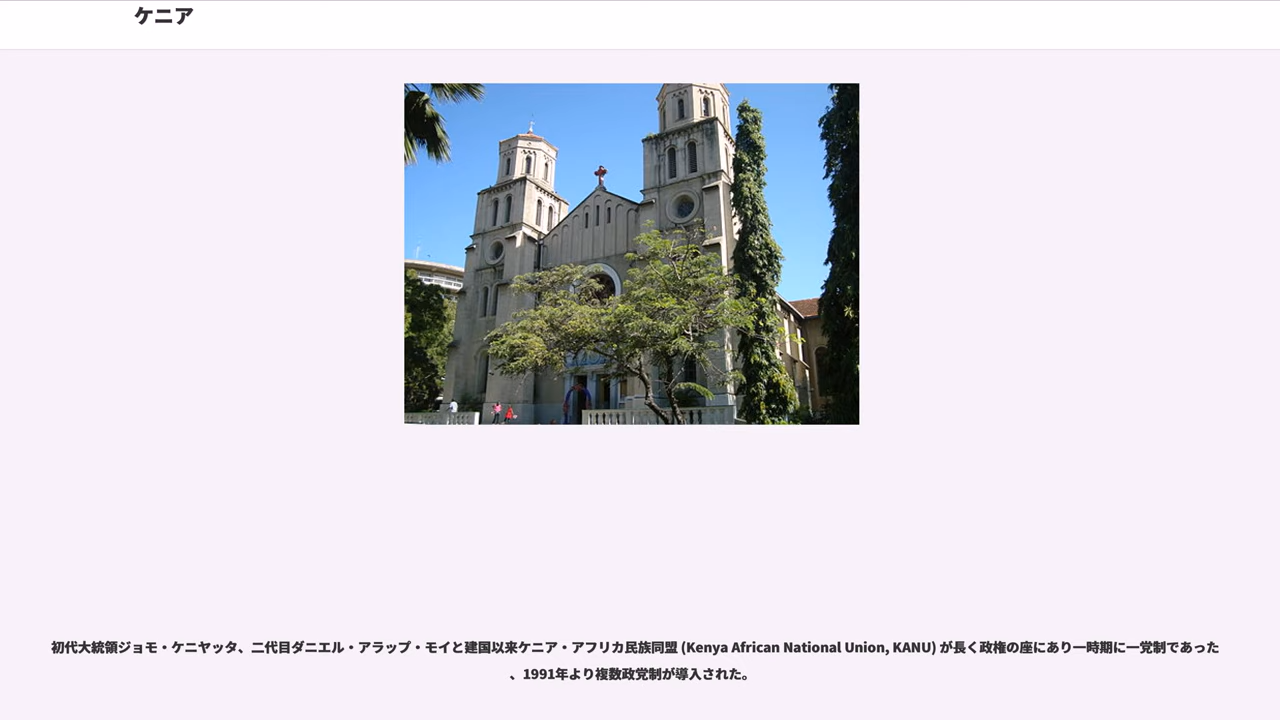 ケニア
初代大統領ジョモ・ケニヤッタ、二代目ダニエル・アラップ・モイと建国以来ケニア・アフリカ民族同盟 (Kenya African National Union, KANU) が長く政権の座にあり一時期に一党制であった
、1991年より複数政党制が導入された。